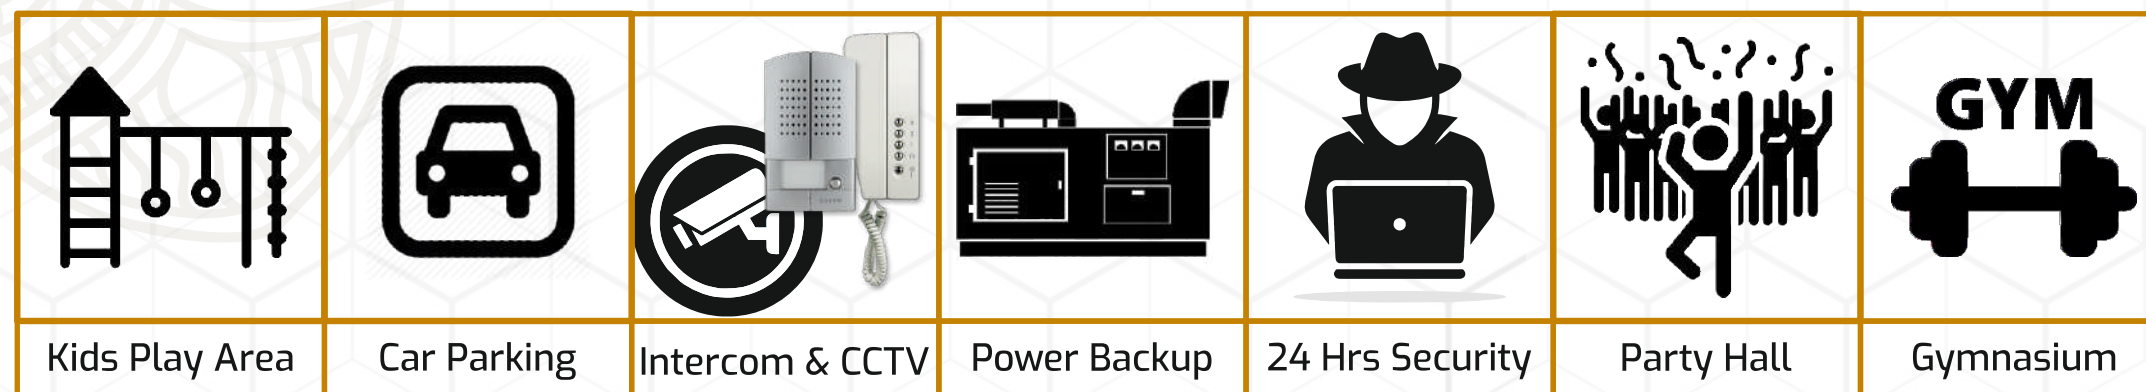 GYM
Kids Play Area
Car Parking
Intercom & CCTV
Power Backup
24 Hrs Security
Party Hall
Gymnasium